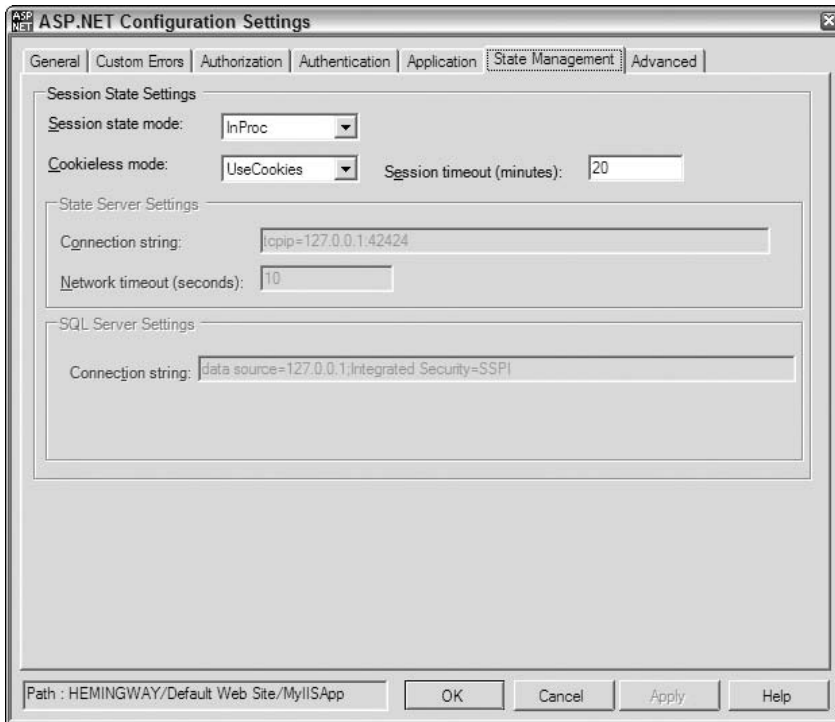 ASP NET ASP.NET Configuration Settings
General Custom Errors Authorization Authentication Application State Management Advanced
Session State Settings
Session state mode: InProc
Cookieless mode: UseCookies Session timeout (minutes): 20
State Server Settings
Connection string: tcpip=127.0.0.1:42424
Network timeout (seconds): 10
SQL Server Settings
Connection string: data source=127.0.0.1;Integrated Security=SSPI
Path : HEMINGWAY/Default Web Site/MyIISApp OK Cancel Apply Help